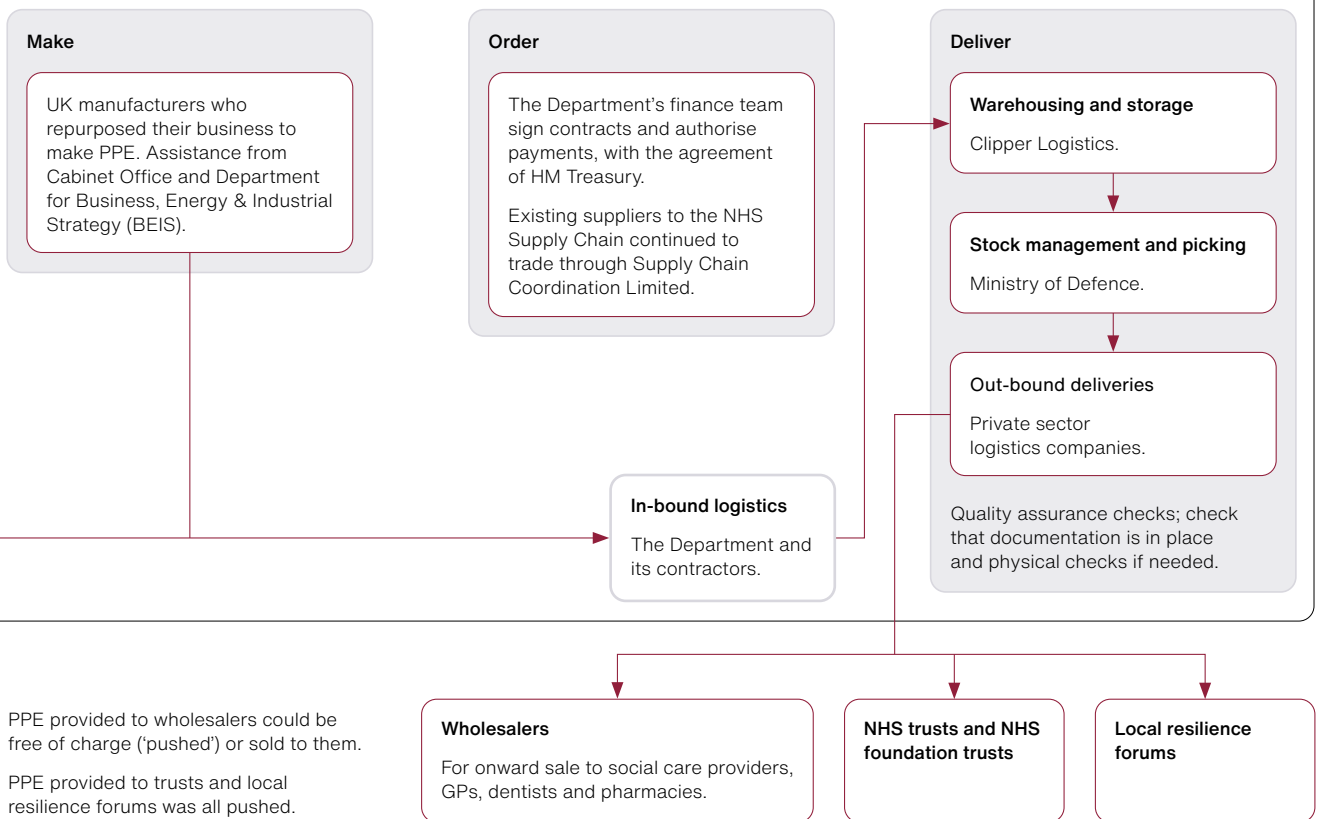 Make
UK manufacturers who
repurposed their business to
make PPE. Assistance from
Cabinet Office and Department
for Business, Energy & Industrial
Strategy (BEIS).
Order
The Department’s finance team
sign contracts and authorise
payments, with the agreement
of HM Treasury.
Existing suppliers to the NHS
Supply Chain continued to
trade through Supply Chain
Coordination Limited.
Deliver
Warehousing and storage
Clipper Logistics.
Stock management and picking
Ministry of Defence.
Out-bound deliveries
Private sector
logistics companies.
Quality assurance checks; check
that documentation is in place
and physical checks if needed.
In-bound logistics
The Department and
its contractors.
PPE provided to wholesalers could be
free of charge (‘pushed’) or sold to them.
PPE provided to trusts and local
resilience forums was all pushed.
Wholesalers
For onward sale to social care providers,
GPs, dentists and pharmacies.
NHS trusts and NHS
foundation trusts
Local resilience
forums